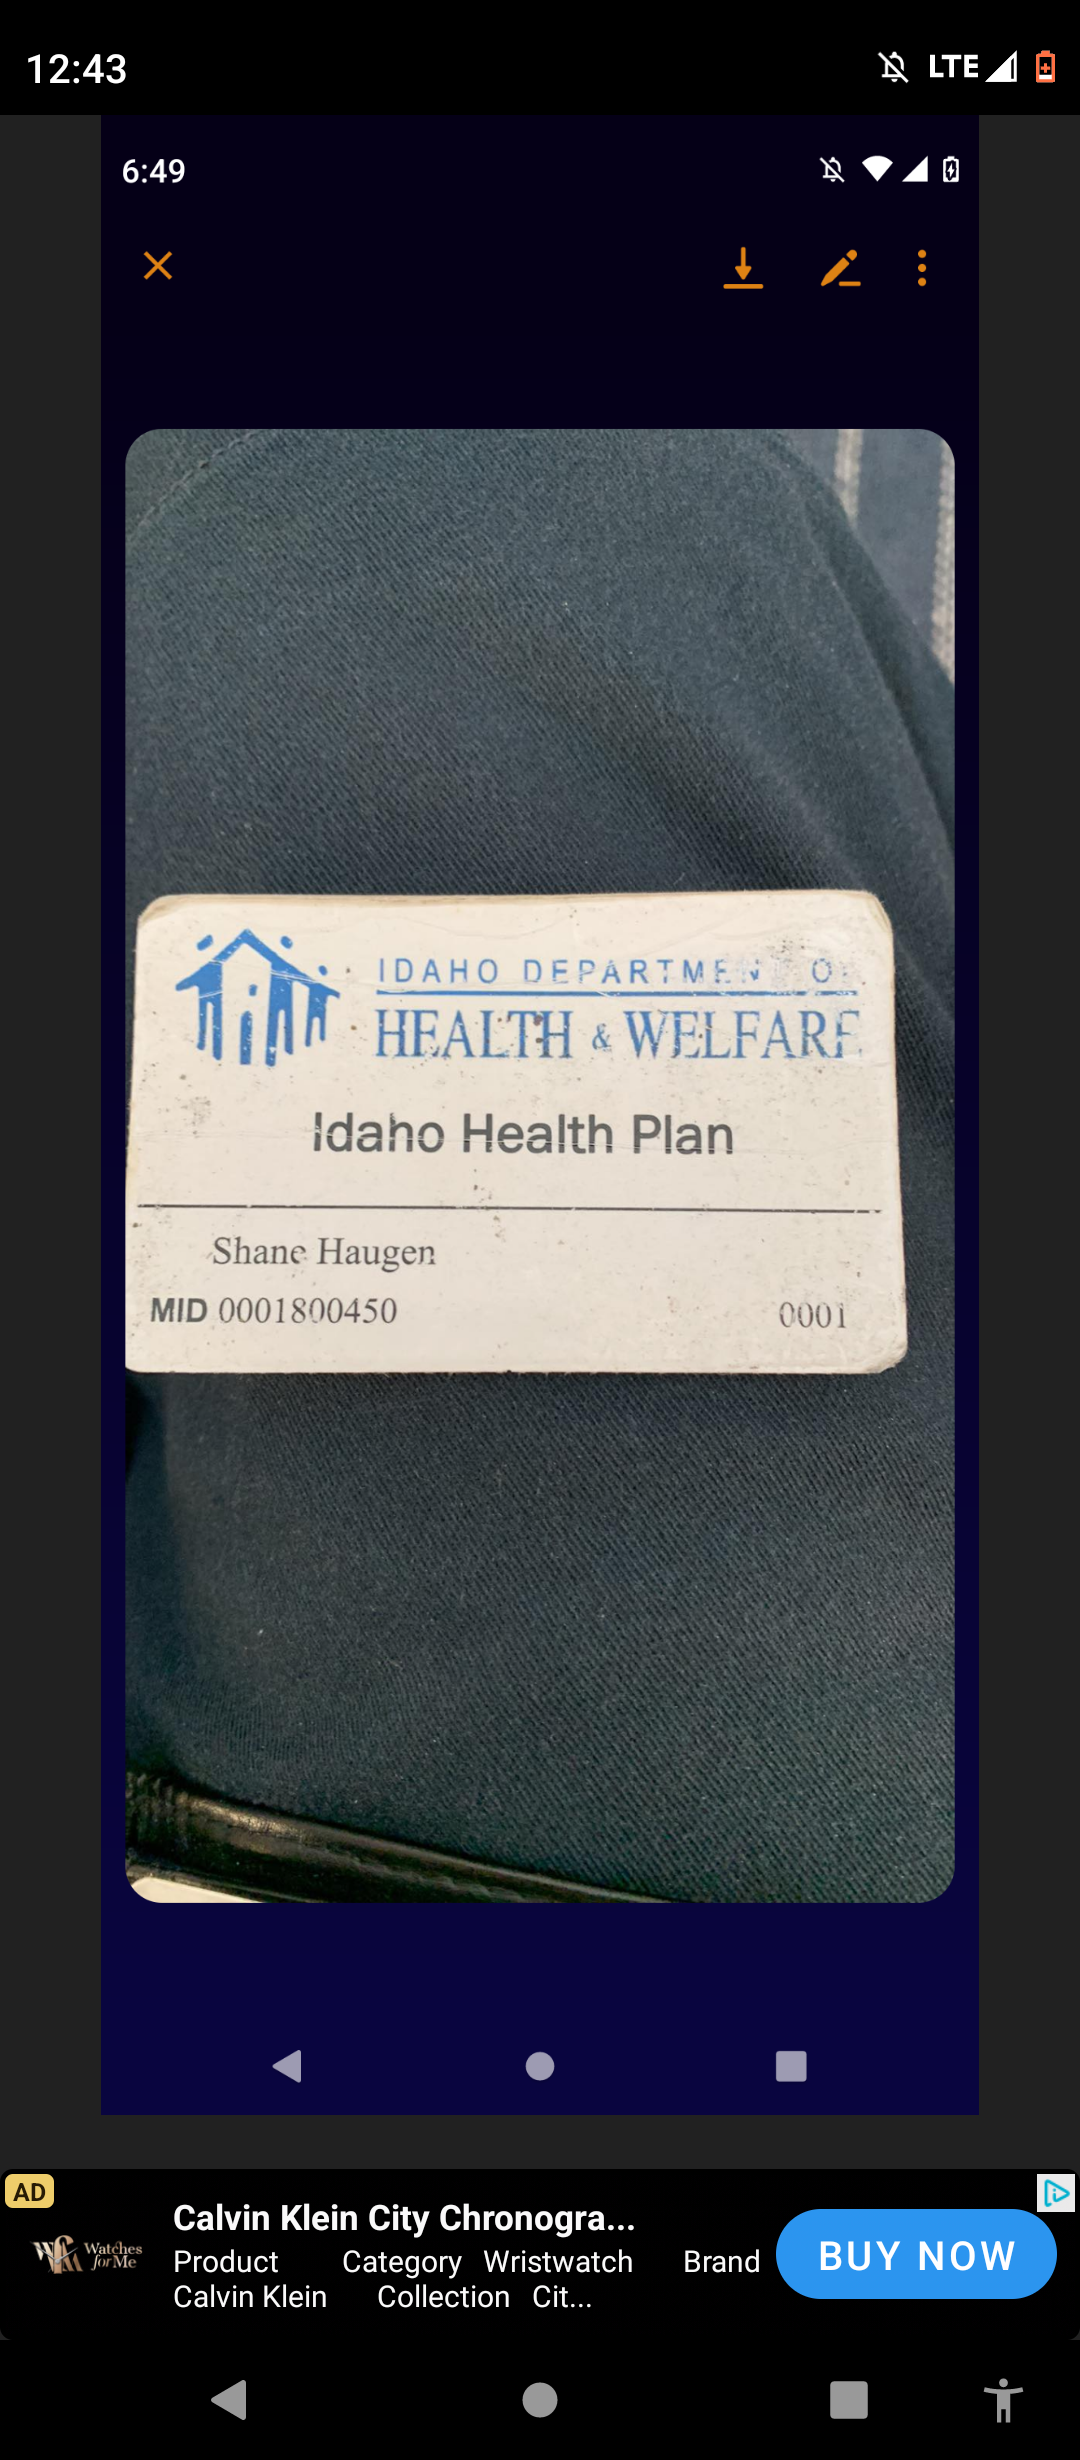 12:43
LTE
6:49
IDAHO DEPARTMENT O
HEALTH & WELFARE
Idaho Health Plan
Shane Haugen
MID 0001800450 0001
AD
Calvin Klein City Chronogra...
Product Category Wristwatch Brand
Calvin Klein Collection Cit...
Watches
for Me
BUY NOW